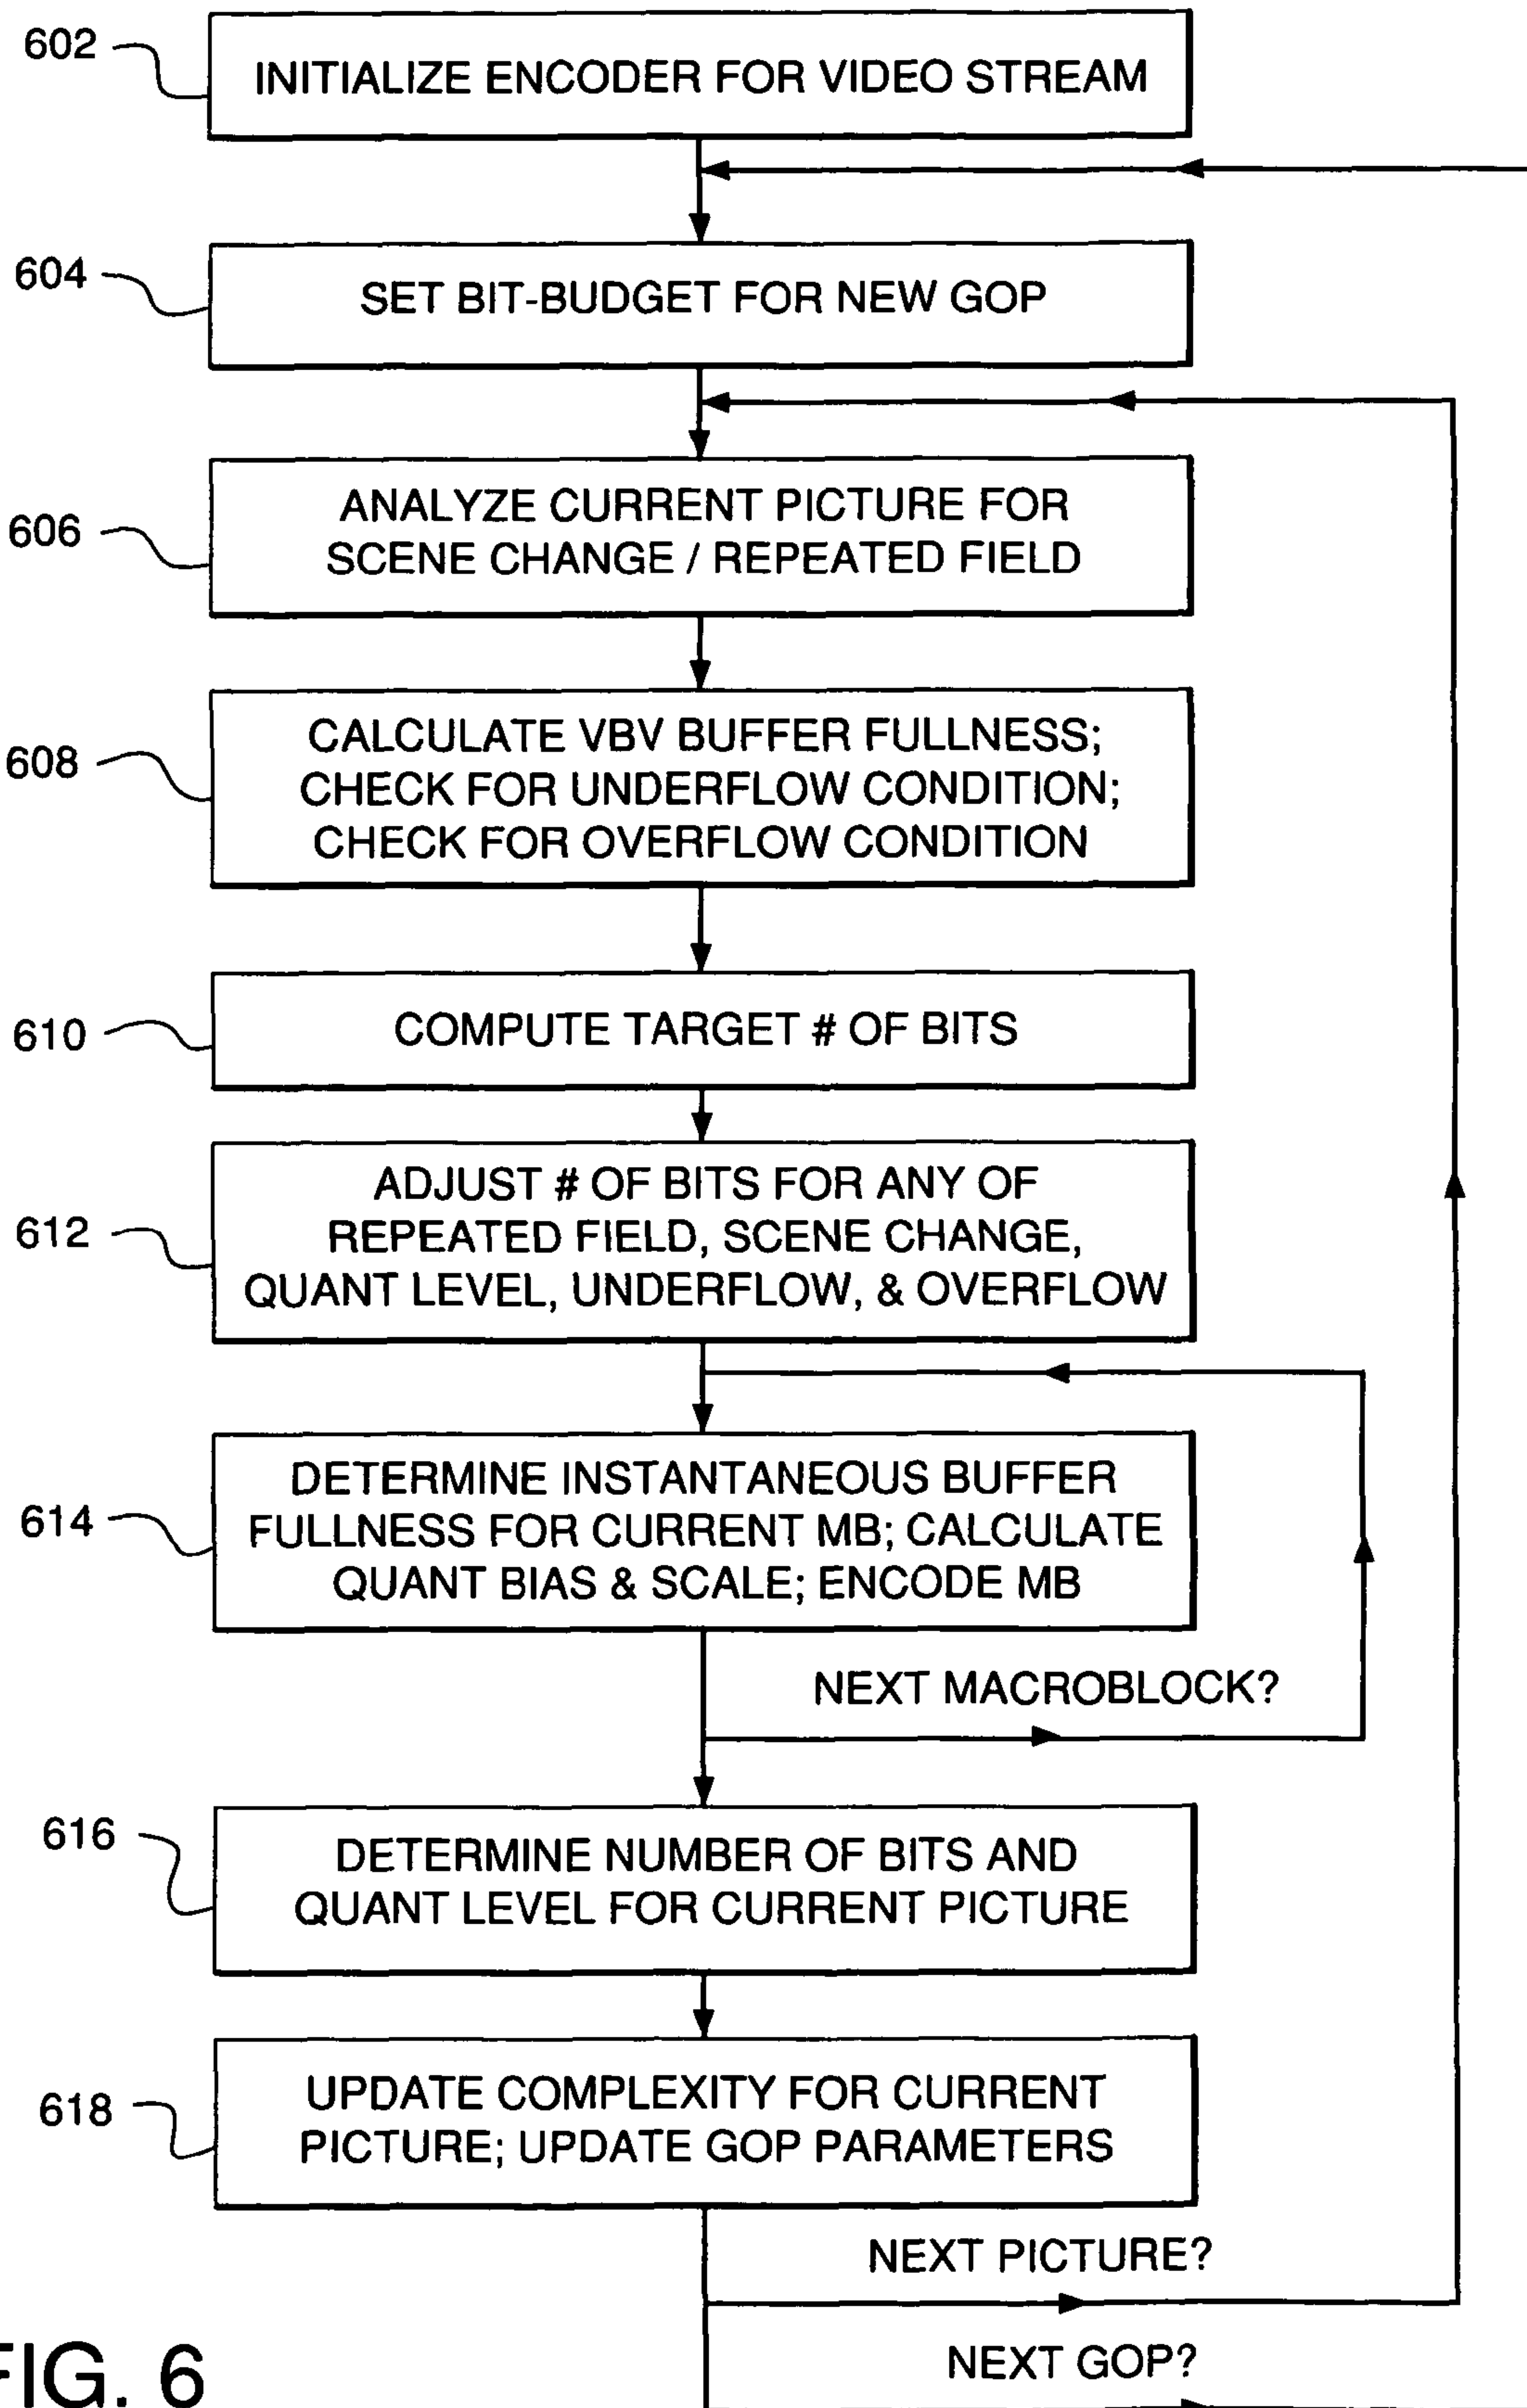 602
INITIALIZE ENCODER FOR VIDEO STREAM
604
SET BIT-BUDGET FOR NEW GOP
606
ANALYZE CURRENT PICTURE FOR
SCENE CHANGE / REPEATED FIELD
608
CALCULATE VBV BUFFER FULLNESS;
CHECK FOR UNDERFLOW CONDITION;
CHECK FOR OVERFLOW CONDITION
610
COMPUTE TARGET # OF BITS
612
ADJUST # OF BITS FOR ANY OF
REPEATED FIELD, SCENE CHANGE,
QUANT LEVEL, UNDERFLOW, & OVERFLOW
614
DETERMINE INSTANTANEOUS BUFFER
FULLNESS FOR CURRENT MB; CALCULATE
QUANT BIAS & SCALE; ENCODE MB
NEXT MACROBLOCK?
616
DETERMINE NUMBER OF BITS AND
QUANT LEVEL FOR CURRENT PICTURE
618
UPDATE COMPLEXITY FOR CURRENT
PICTURE; UPDATE GOP PARAMETERS
NEXT PICTURE?
NEXT GOP?
FIG. 6